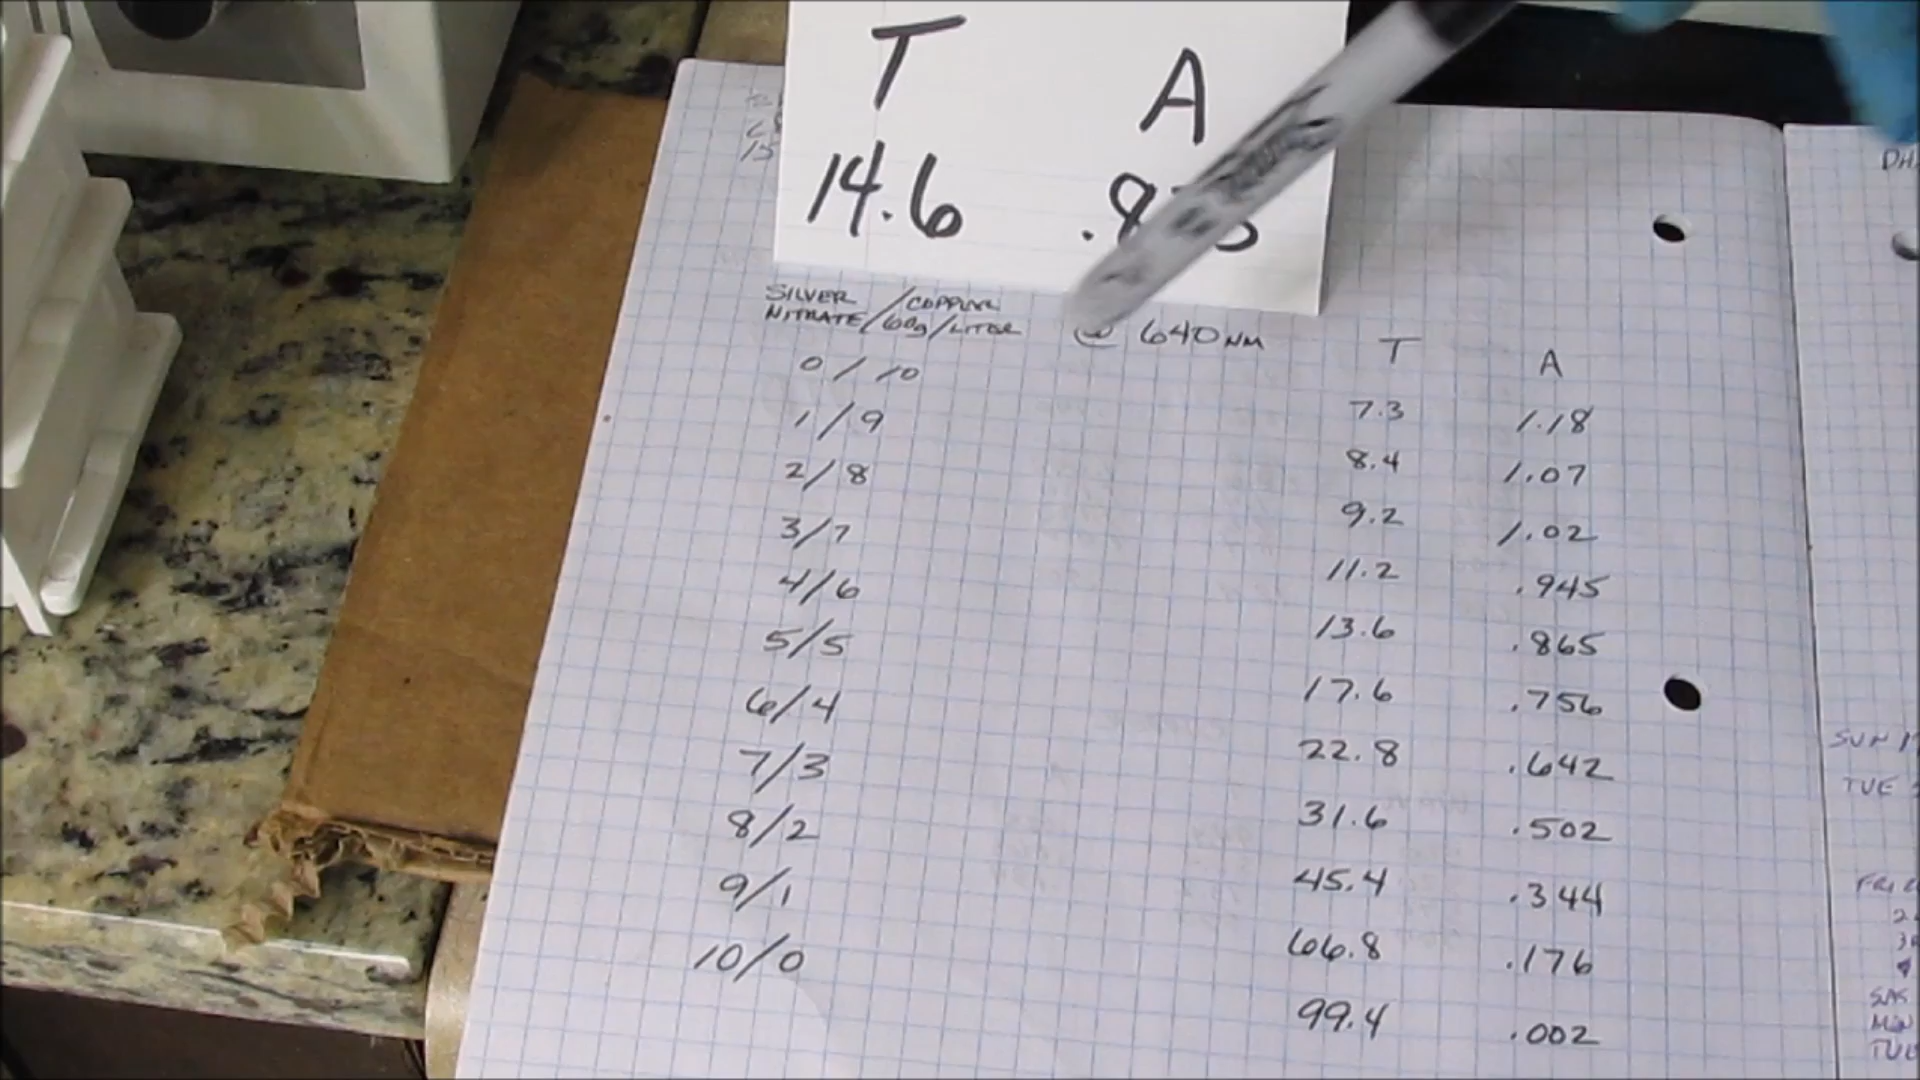 T A
14.6
SILVER / COPPER
NITRATE / 60g / LITER @ 640NM T A
0 / 10 7.3 1.18
1 / 9 8.4 1.07
2 / 8 9.2 1.02
3/7 11.2 .945
4/6 13.6 .865
5/5 17.6 .756
6/4 22.8 .642
7/3 31.6 .502
8/2 45.4 .344
9/1 66.8 .176
10/0 99.4 .002
SUN
TUE